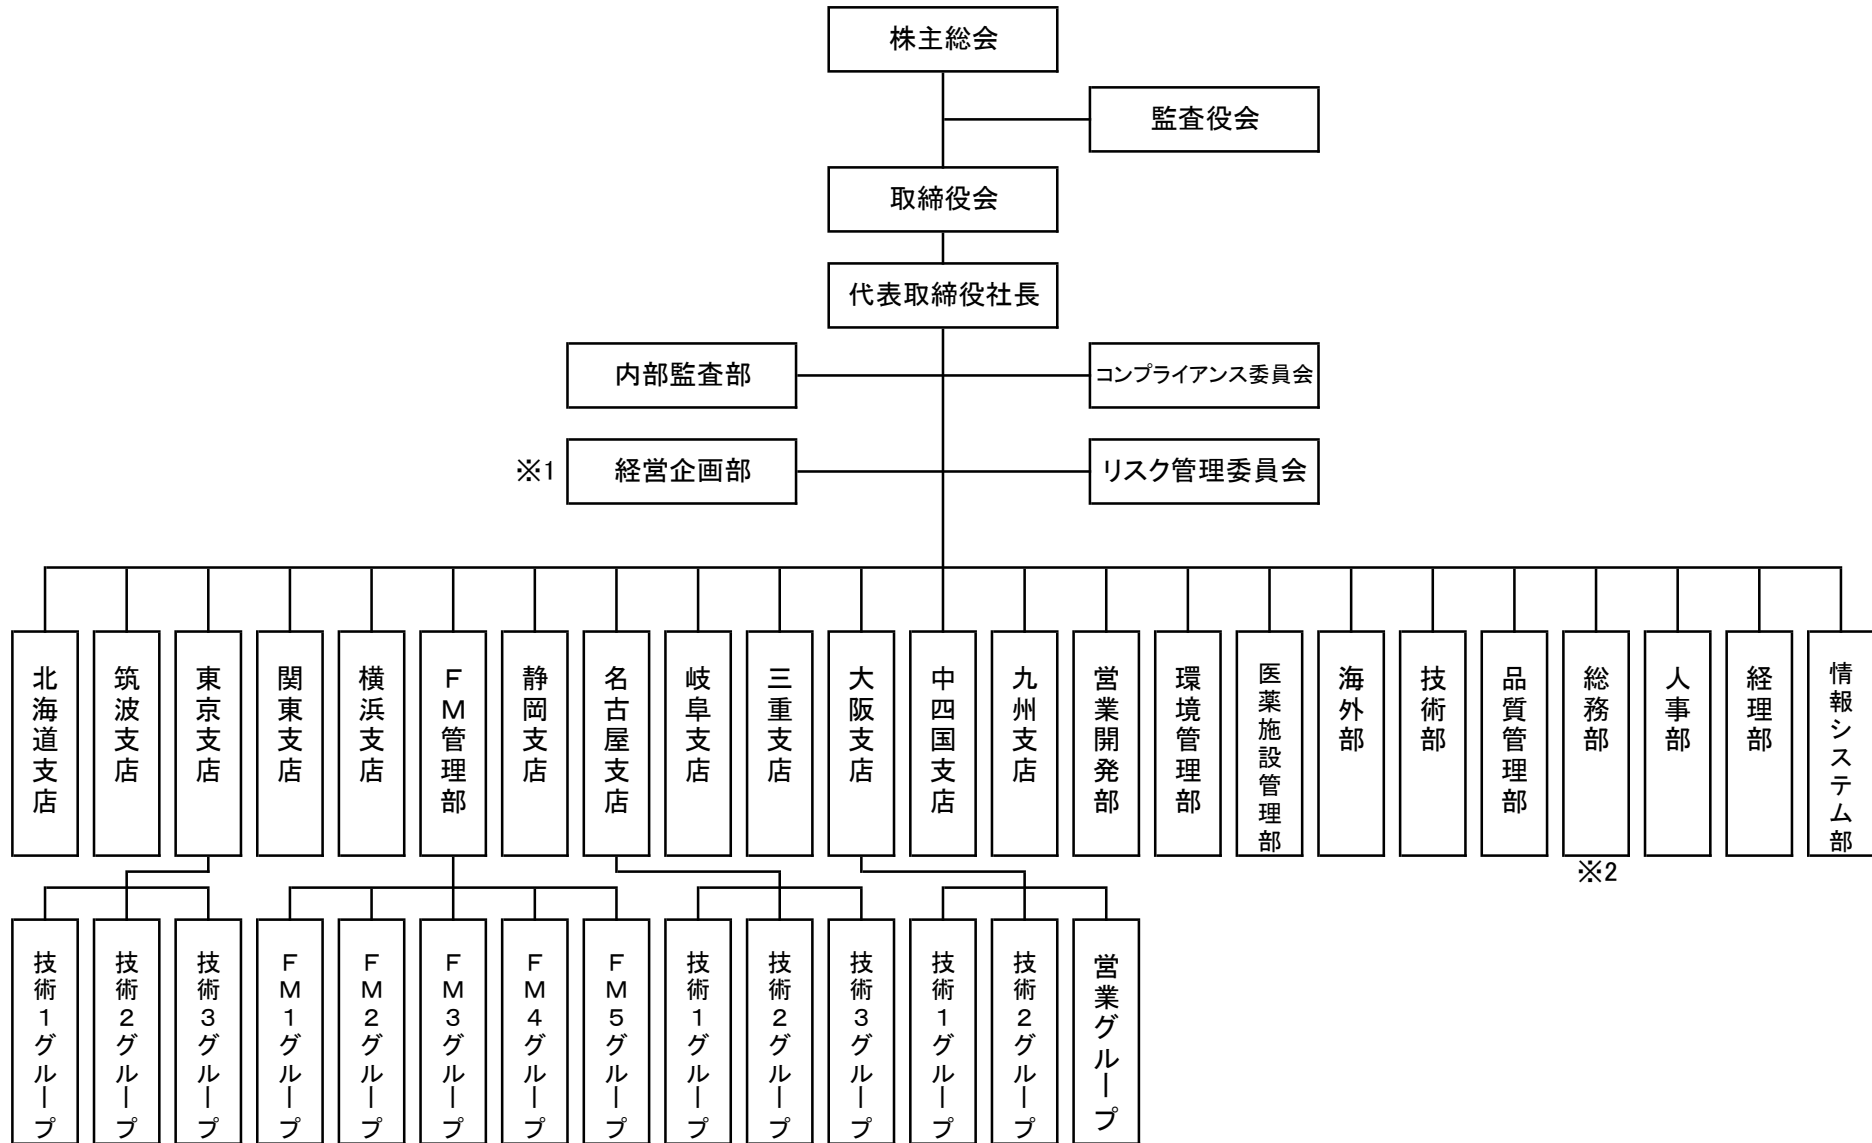 株主総会
監査役会
取締役会
代表取締役社長
内部監査部
コンプライアンス委員会
※1
経営企画部
リスク管理委員会
北海道支店
筑波支店
東京支店
関東支店
横浜支店
FM管理部
静岡支店
名古屋支店
岐阜支店
三重支店
大阪支店
中四国支店
九州支店
営業開発部
環境管理部
医薬施設管理部
海外部
技術部
品質管理部
総務部
人事部
経理部
情報システム部
※2
技術1グループ
技術2グループ
技術3グループ
FM1グループ
FM2グループ
FM3グループ
FM4グループ
FM5グループ
技術1グループ
技術2グループ
技術3グループ
技術1グループ
技術2グループ
営業グループ